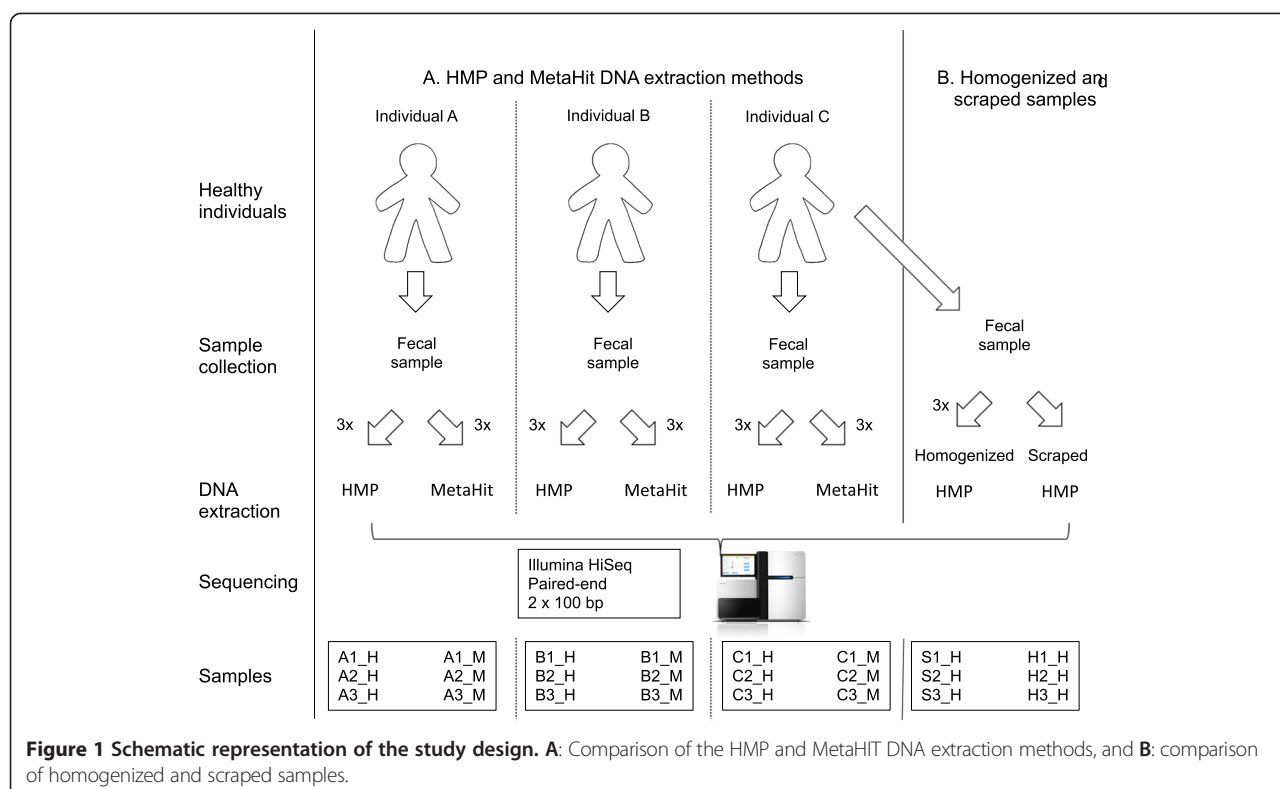 A. HMP and MetaHit DNA extraction methods
B. Homogenized and
scraped samples
Individual A
Individual B
Individual C
Healthy
individuals
Sample
collection
Fecal
sample
Fecal
sample
Fecal
sample
Fecal
sample
3x
3x
3x
3x
3x
3x
3x
Homogenized
Scraped
DNA
extraction
HMP
MetaHit
HMP
MetaHit
HMP
MetaHit
HMP
HMP
Sequencing
Illumina HiSeq
Paired-end
2 x 100 bp
Samples
A1_H A1_M
A2_H A2_M
A3_H A3_M
B1_H B1_M
B2_H B2_M
B3_H B3_M
C1_H C1_M
C2_H C2_M
C3_H C3_M
S1_H H1_H
S2_H H2_H
S3_H H3_H
Figure 1 Schematic representation of the study design. A: Comparison of the HMP and MetaHIT DNA extraction methods, and B: comparison
of homogenized and scraped samples.